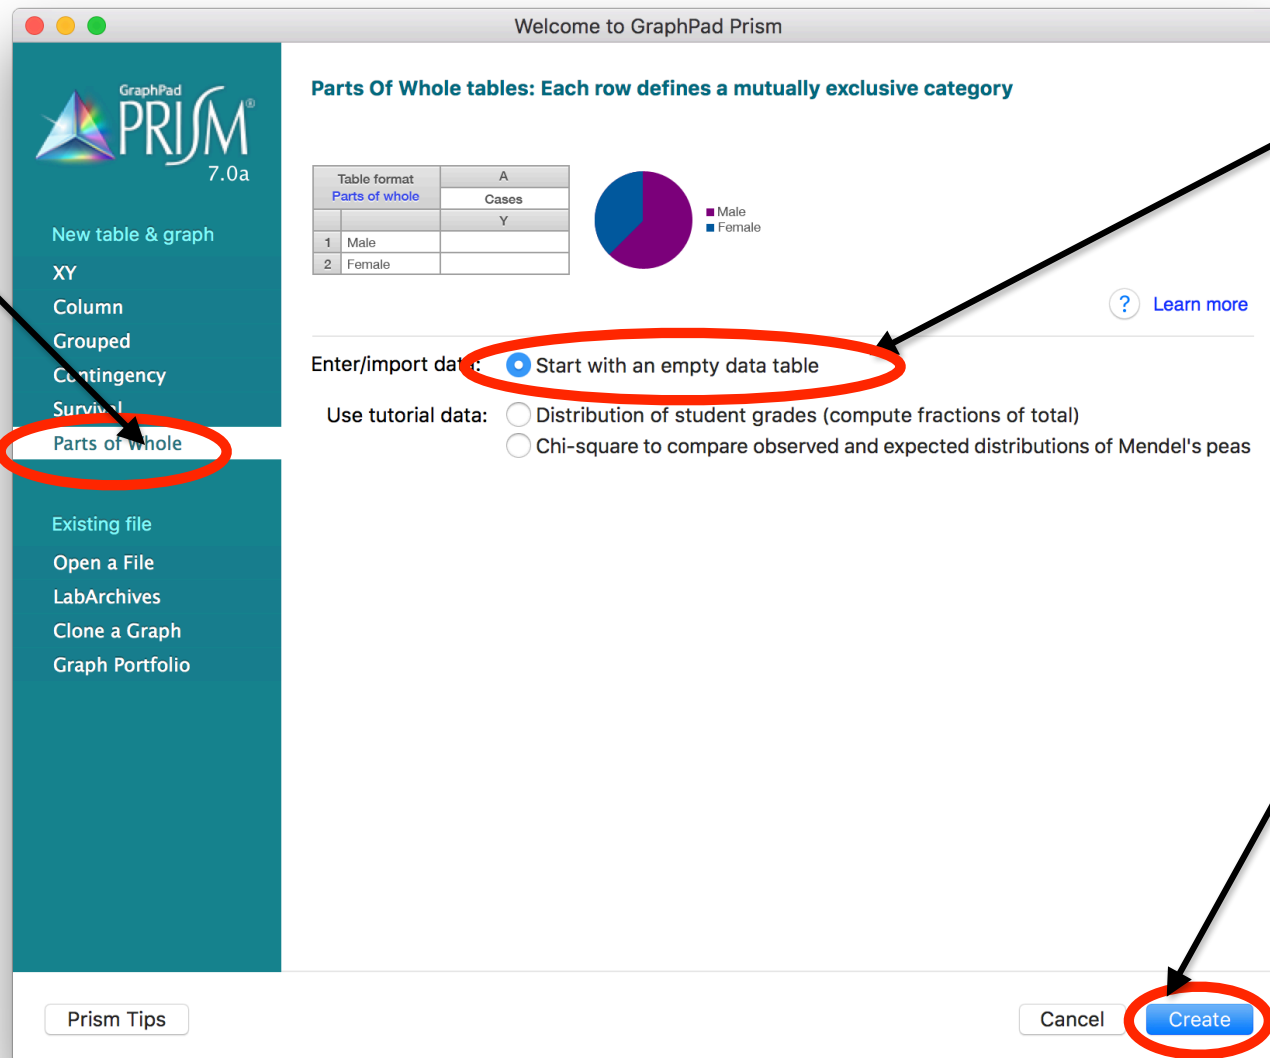 Welcome to GraphPad Prism
GraphPad
PRISM®
7.0a
New table & graph
XY
Column
Grouped
Contingency
Survival
Parts of Whole
Existing file
Open a File
LabArchives
Clone a Graph
Graph Portfolio
Parts Of Whole tables: Each row defines a mutually exclusive category
Table format
Parts of whole
A
Cases
Y
1 Male
2 Female
Male
Female
? Learn more
Enter/import data: Start with an empty data table
Use tutorial data: Distribution of student grades (compute fractions of total)
Chi-square to compare observed and expected distributions of Mendel's peas
Prism Tips
Cancel
Create